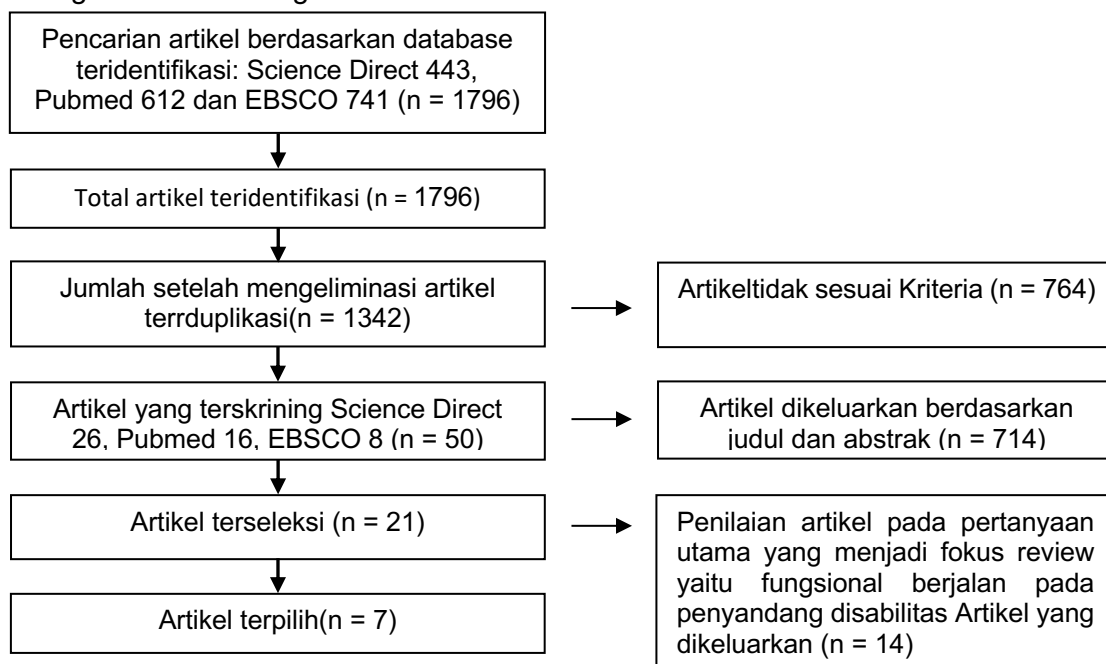 Pencarian artikel berdasarkan database
teridentifikasi: Science Direct 443,
Pubmed 612 dan EBSCO 741 (n = 1796)
Total artikel teridentifikasi (n = 1796)
Jumlah setelah mengeliminasi artikel
terrduplikasi(n = 1342)
Artikeltidak sesuai Kriteria (n = 764)
Artikel yang terskrining Science Direct
26, Pubmed 16, EBSCO 8 (n = 50)
Artikel dikeluarkan berdasarkan
judul dan abstrak (n = 714)
Artikel terseleksi (n = 21)
Penilaian artikel pada pertanyaan
utama yang menjadi fokus review
yaitu fungsional berjalan pada
penyandang disabilitas Artikel yang
dikeluarkan (n = 14)
Artikel terpilih(n = 7)